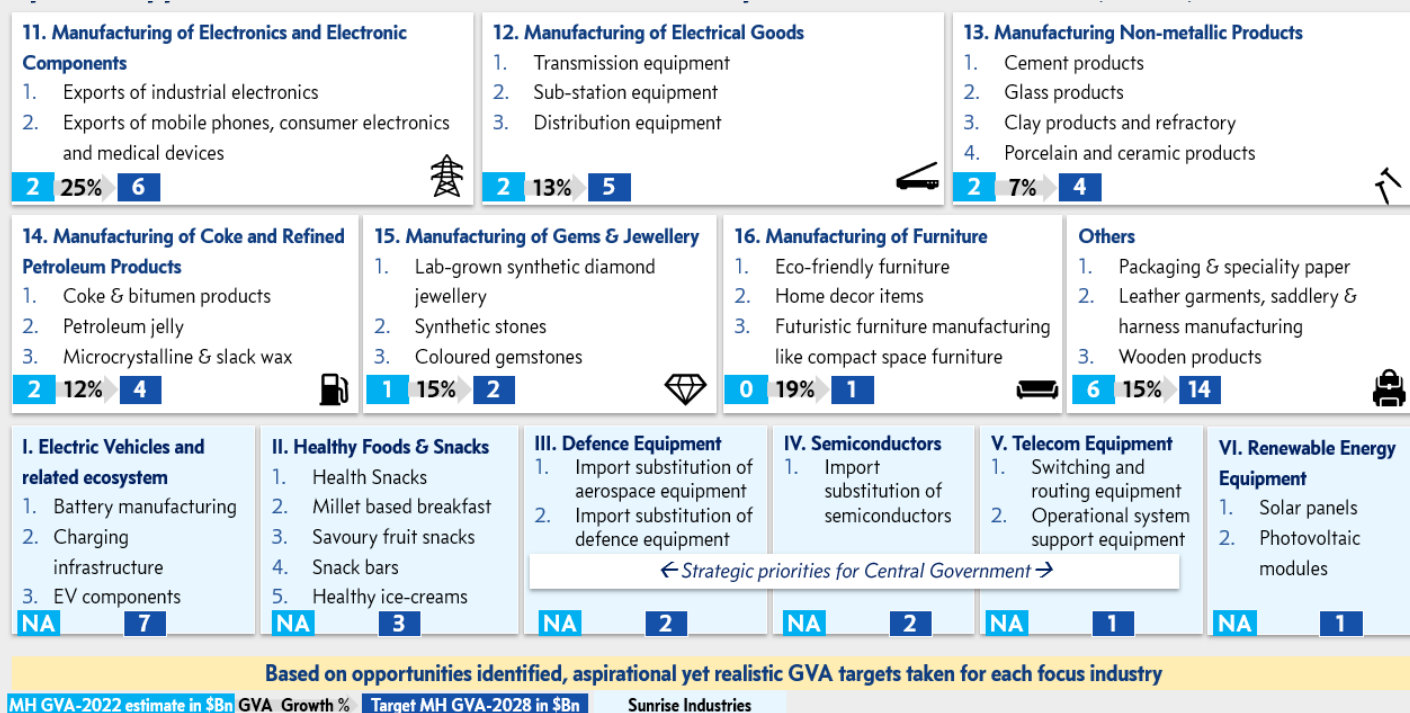 11. Manufacturing of Electronics and Electronic
Components
1. Exports of industrial electronics
2. Exports of mobile phones, consumer electronics
and medical devices
2 25% 6
12. Manufacturing of Electrical Goods
1. Transmission equipment
2. Sub-station equipment
3. Distribution equipment
2 13% 5
13. Manufacturing Non-metallic Products
1. Cement products
2. Glass products
3. Clay products and refractory
4. Porcelain and ceramic products
2 7% 4
14. Manufacturing of Coke and Refined
Petroleum Products
1. Coke & bitumen products
2. Petroleum jelly
3. Microcrystalline & slack wax
2 12% 4
15. Manufacturing of Gems & Jewellery
1. Lab-grown synthetic diamond
jewellery
2. Synthetic stones
3. Coloured gemstones
1 15% 2
16. Manufacturing of Furniture
1. Eco-friendly furniture
2. Home decor items
3. Futuristic furniture manufacturing
like compact space furniture
0 19% 1
Others
1. Packaging & speciality paper
2. Leather garments, saddlery &
harness manufacturing
3. Wooden products
6 15% 14
I. Electric Vehicles and
related ecosystem
1. Battery manufacturing
2. Charging
infrastructure
3. EV components
NA 7
II. Healthy Foods & Snacks
1. Health Snacks
2. Millet based breakfast
3. Savoury fruit snacks
4. Snack bars
5. Healthy ice-creams
NA 3
III. Defence Equipment
1. Import substitution of
aerospace equipment
2. Import substitution of
defence equipment
NA 2
IV. Semiconductors
1. Import
substitution of
semiconductors
NA 2
V. Telecom Equipment
1. Switching and
routing equipment
2. Operational system
support equipment
NA 1
←Strategic priorities for Central Government→
VI. Renewable Energy
Equipment
1. Solar panels
2. Photovoltaic
modules
NA 1
Based on opportunities identified, aspirational yet realistic GVA targets taken for each focus industry
MH GVA-2022 estimate in $Bn GVA Growth % Target MH GVA-2028 in $Bn Sunrise Industries